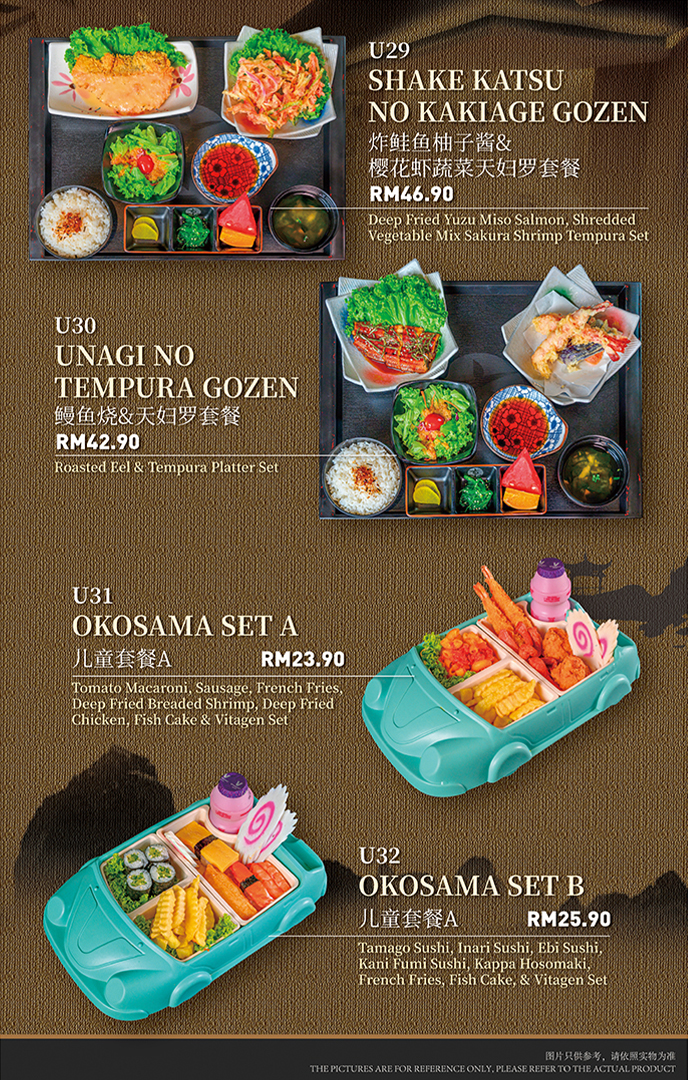 U29
SHAKE KATSU
NO KAKIAGE GOZEN
炸鲑鱼柚子酱&
樱花虾蔬菜天妇罗套餐
RM46.90
Deep Fried Yuzu Miso Salmon, Shredded
Vegetable Mix Sakura Shrimp Tempura Set
U30
UNAGI NO
TEMPURA GOZEN
鳗鱼烧&天妇罗套餐
RM42.90
Roasted Eel & Tempura Platter Set
U31
OKOSAMA SET A
儿童套餐A RM23.90
Tomato Macaroni, Sausage, French Fries,
Deep Fried Breaded Shrimp, Deep Fried
Chicken, Fish Cake & Vitagen Set
U32
OKOSAMA SET B
儿童套餐A RM25.90
Tamago Sushi, Inari Sushi, Ebi Sushi,
Kani Fumi Sushi, Kappa Hosomaki,
French Fries, Fish Cake, & Vitagen Set
图片只供参考，请依照实物为准
THE PICTURES ARE FOR REFERENCE ONLY, PLEASE REFER TO THE ACTUAL PRODUCT